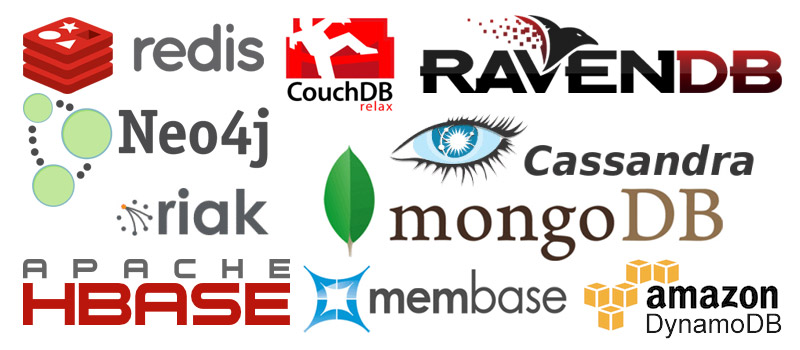 redis
CouchDB
relax
RAVENDB
Neo4j
Cassandra
riak
mongoDB
APACHE
HBASE
membase
amazon
DynamoDB